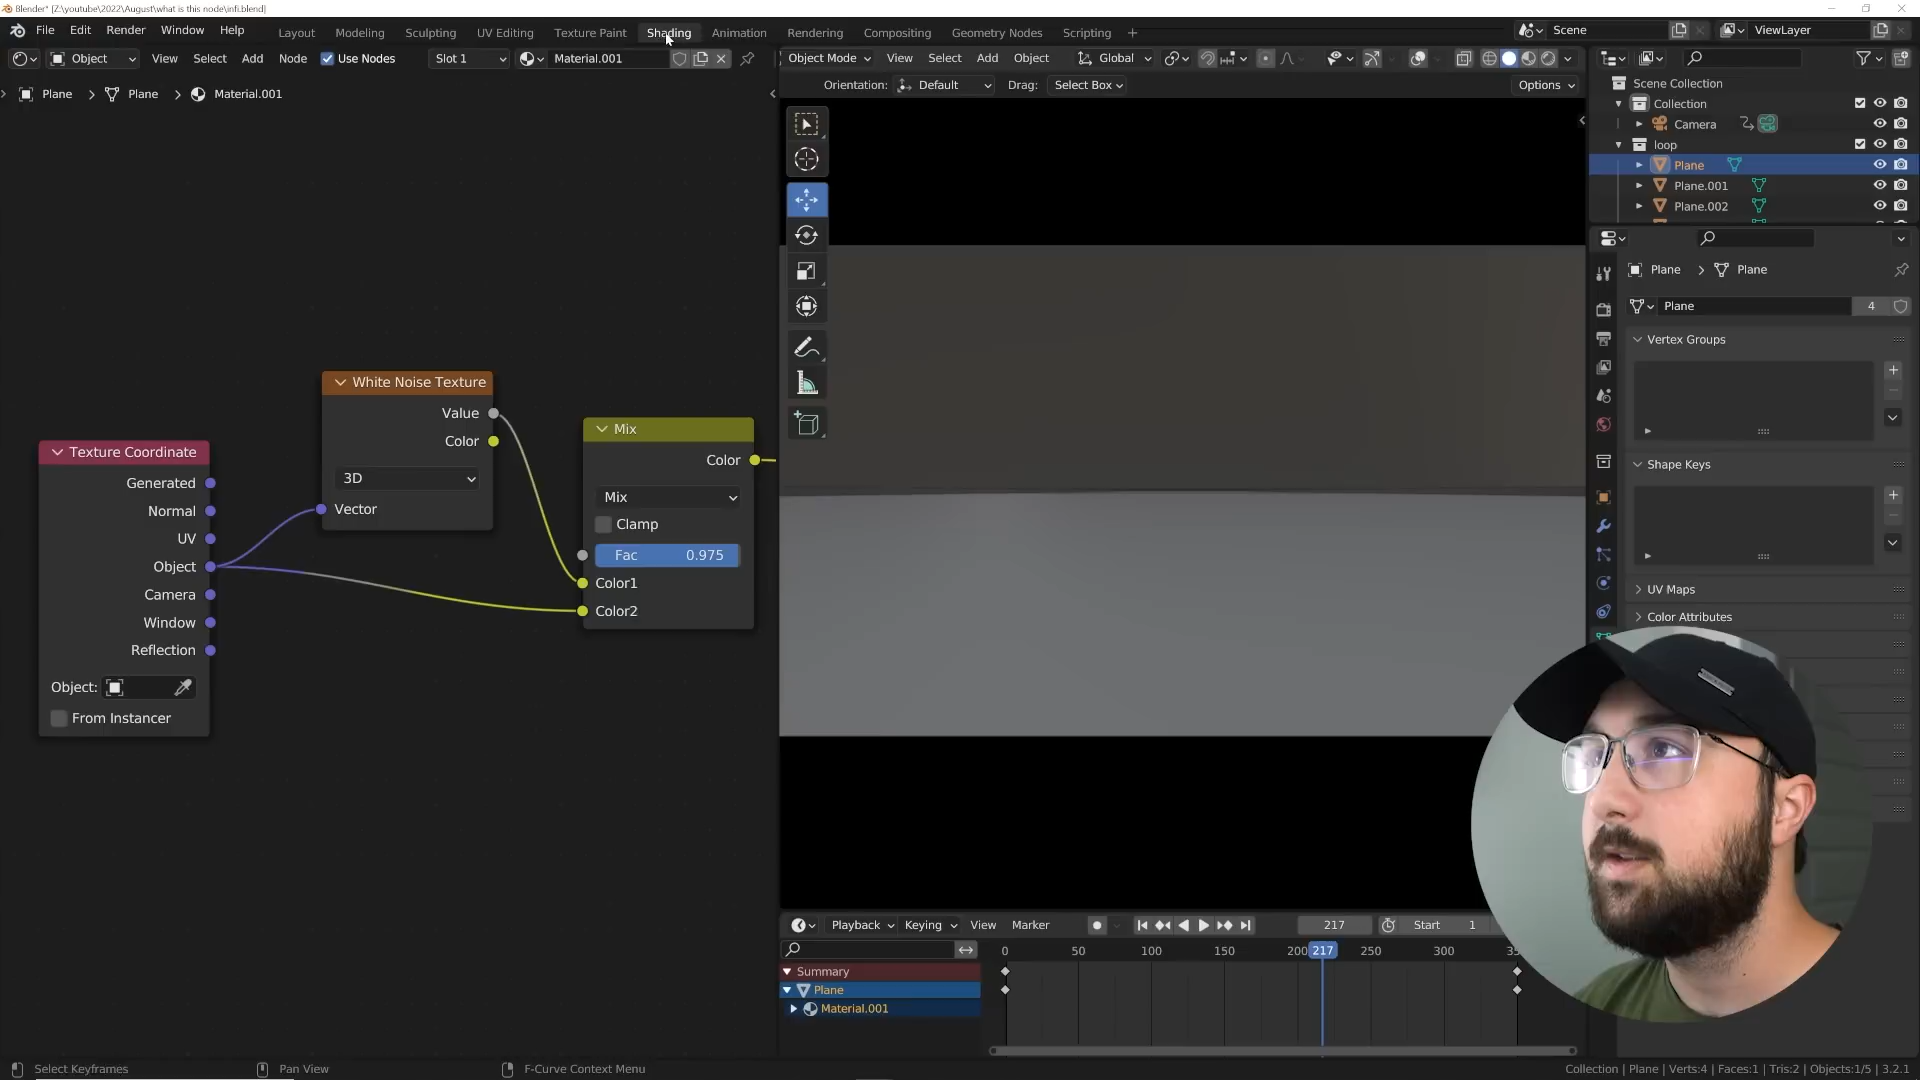 Blender* [Z:\youtube\2022\August\what is this node\infi.blend]
File Edit Render Window Help Layout Modeling Sculpting UV Editing Texture Paint Shading Animation Rendering Compositing Geometry Nodes Scripting + Scene ViewLayer
Object View Select Add Node Use Nodes Slot 1 Material.001
Object Mode View Select Add Object Global
Plane > Plane > Material.001
Orientation: Default Drag: Select Box Options
Scene Collection
Collection
Camera
loop
Plane
Plane.001
Plane.002
Plane > Plane
Plane 4
Vertex Groups
Shape Keys
UV Maps
Color Attributes
White Noise Texture
Value
Color
3D
Vector
Mix
Color
Mix
Clamp
Fac 0.975
Color1
Color2
Texture Coordinate
Generated
Normal
UV
Object
Camera
Window
Reflection
Object:
From Instancer
Playback Keying View Marker 217 Start 1
0 50 100 150 200 217 250 300
Summary
Plane
Material.001
Select Keyframes Pan View F-Curve Context Menu Collection | Plane | Verts:4 | Faces:1 | Tris:2 | Objects:1/5 | 3.2.1